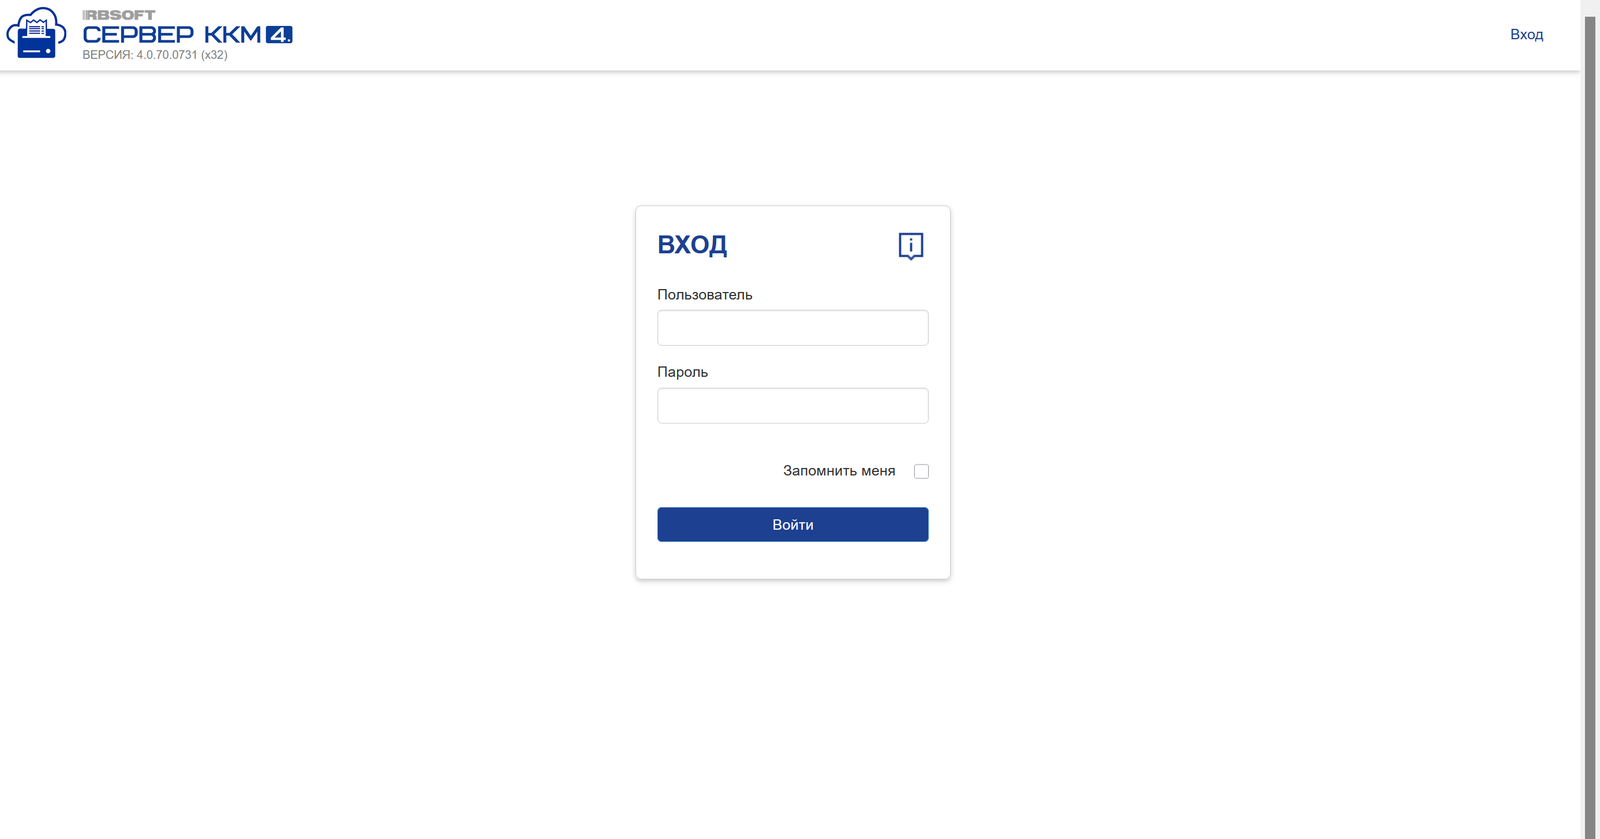 RBSOFT
СЕРВЕР ККМ 4.
ВЕРСИЯ: 4.0.70.0731 (x32)
Вход
ВХОД
i
Пользователь
Пароль
Запомнить меня
Войти